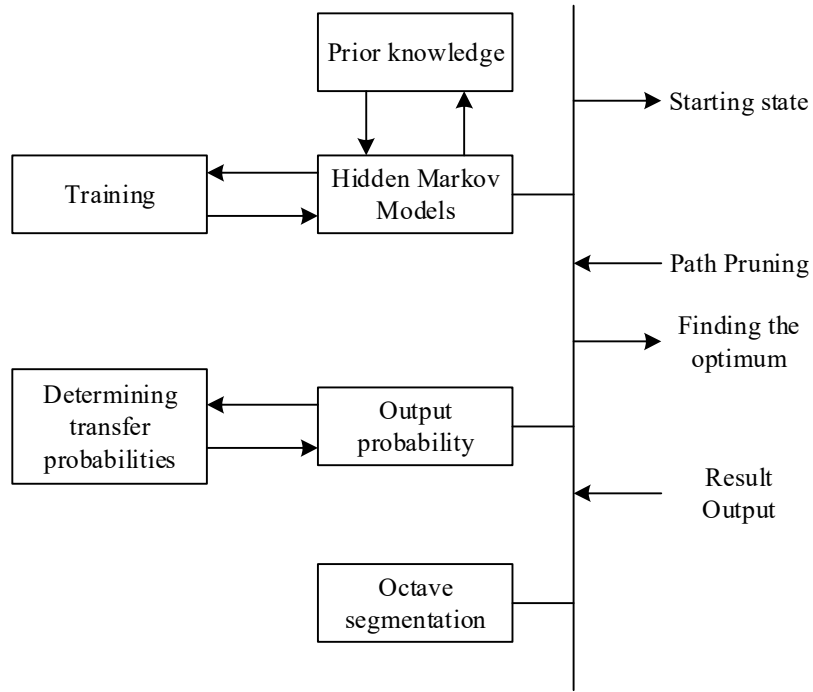 Prior knowledge
Starting state
Training
Hidden Markov
Models
Path Pruning
Finding the
optimum
Determining
transfer
probabilities
Output
probability
Result
Output
Octave
segmentation